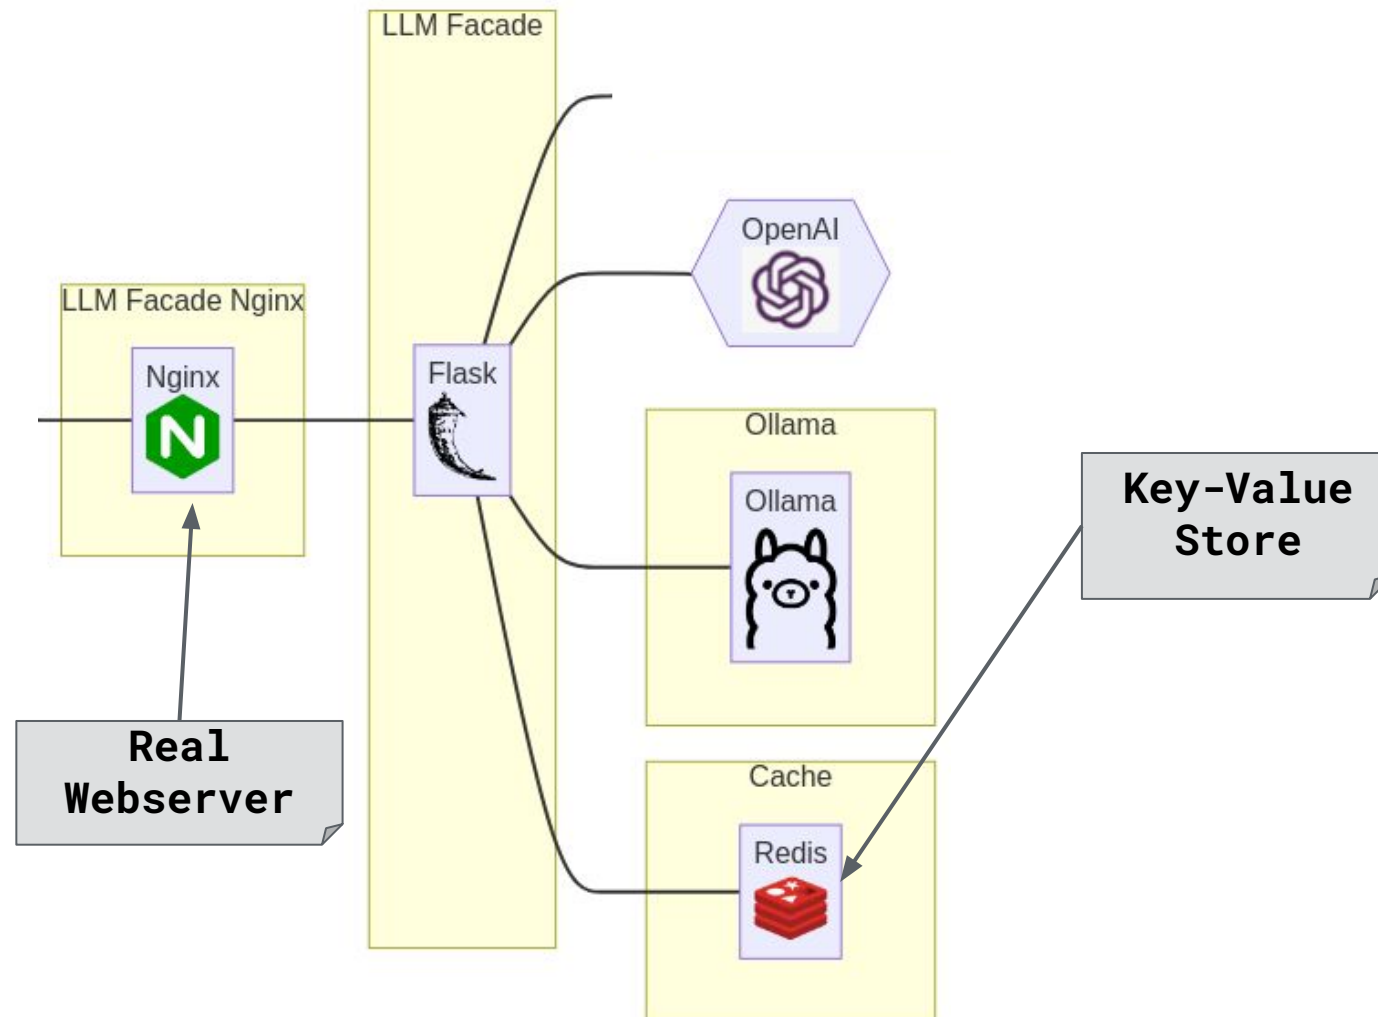 LLM Facade
OpenAI
LLM Facade Nginx
Nginx
Flask
Ollama
Ollama
Key-Value
Store
Real
Webserver
Cache
Redis